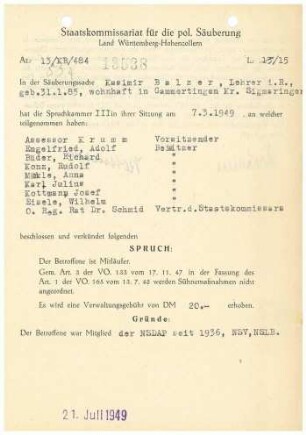 Staatskommissariat für die pol. Säuberung
Land Württemberg-Hohenzollern
Az: 15/KR/484
L. 15/15
In der Säuberungssache Kasimir Balzer, Lehrer i.R.,
geb.31.1.85, wohnhaft in Gammertingen Kr. Sigmaringen
hat die Spruchkammer III in ihrer Sitzung am 7.3.1949, an welcher
teilgenommen haben:
Assessor Krumm Vorsitzender
Engelfried, Adolf Beisitzer
Bader, Richard "
Konz, Rudolf "
Mehle, Anna "
Karl Julius "
Kottmann Josef "
Eisele, Wilhelm "
O. Reg. Rat Dr. Schmid Vertr.d.Staatskommissars
beschlossen und verkündet folgenden
SPRUCH:
Der Betroffene ist Mitläufer.
Gem. Art. 3 der VO. 133 vom 17. 11. 47 in der Fassung des
Art. 1 der VO. 165 vom 13. 7. 48 werden Sühnemaßnahmen nicht
angeordnet.
Es wird eine Verwaltungsgebühr von DM 20,- erhoben.
Gründe:
Der Betroffene war Mitglied der NSDAP seit 1936, NSV, NSLB.
21. Juli 1949